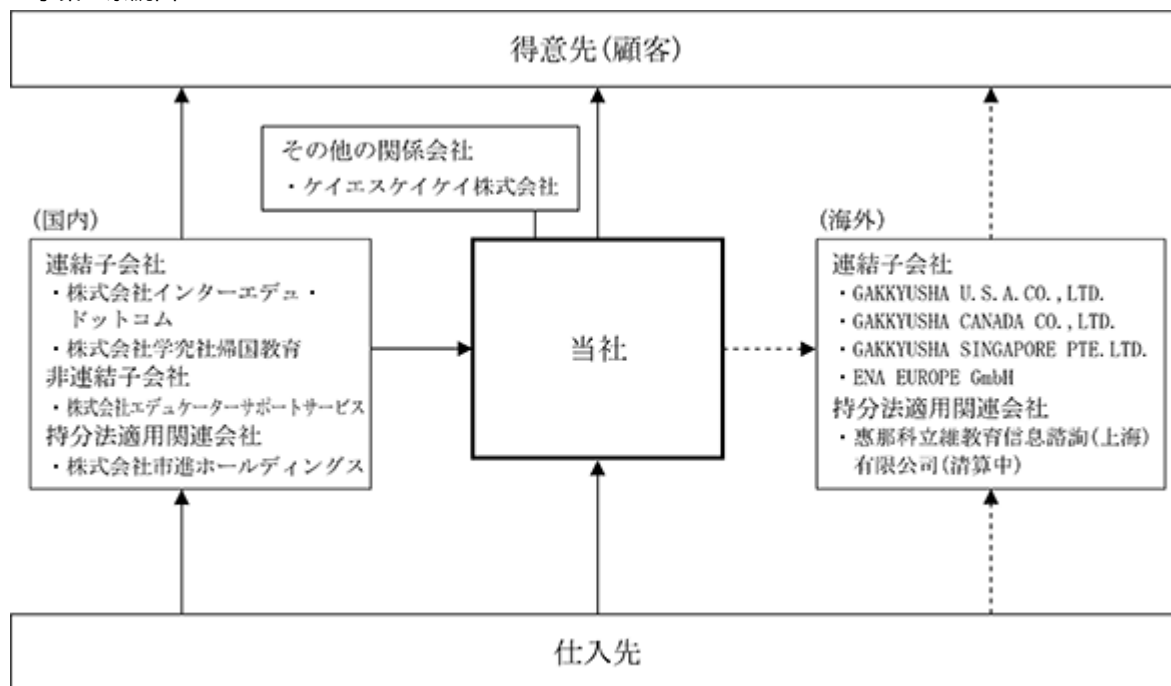 得意先(顧客)
その他の関係会社
・ケイエスケイケイ株式会社
(国内)
連結子会社
・株式会社インターエデュ・
ドットコム
・株式会社学究社帰国教育
非連結子会社
・株式会社エデュケーターサポートサービス
持分法適用関連会社
・株式会社市進ホールディングス
当社
(海外)
連結子会社
・GAKKYUSHA U.S.A.CO.,LTD.
・GAKKYUSHA CANADA CO.,LTD.
・GAKKYUSHA SINGAPORE PTE.LTD.
・ENA EUROPE GmbH
持分法適用関連会社
・惠那科立維教育信息諮詢(上海)
有限公司(清算中)
仕入先